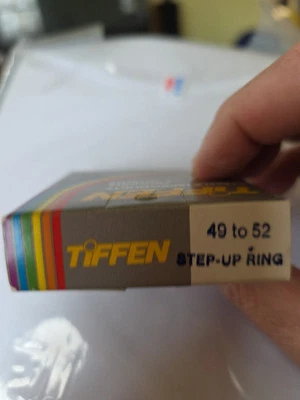 TIFFEN
49 to 52
STEP-UP RING